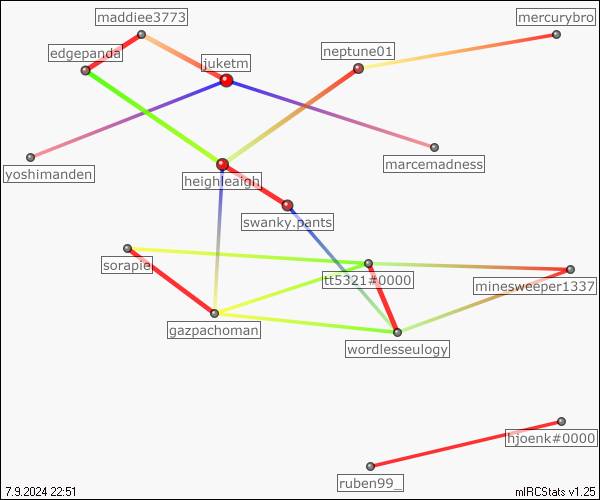 maddiee3773
mercurybro
edgepanda
neptune01
juketm
marcemadness
yoshimanden
heighleaigh
swanky.pants
sorapie
tt5321#0000
minesweeper1337
gazpachoman
wordlesseulogy
hjoenk#0000
ruben99_
7.9.2024 22:51
mIRCStats v1.25